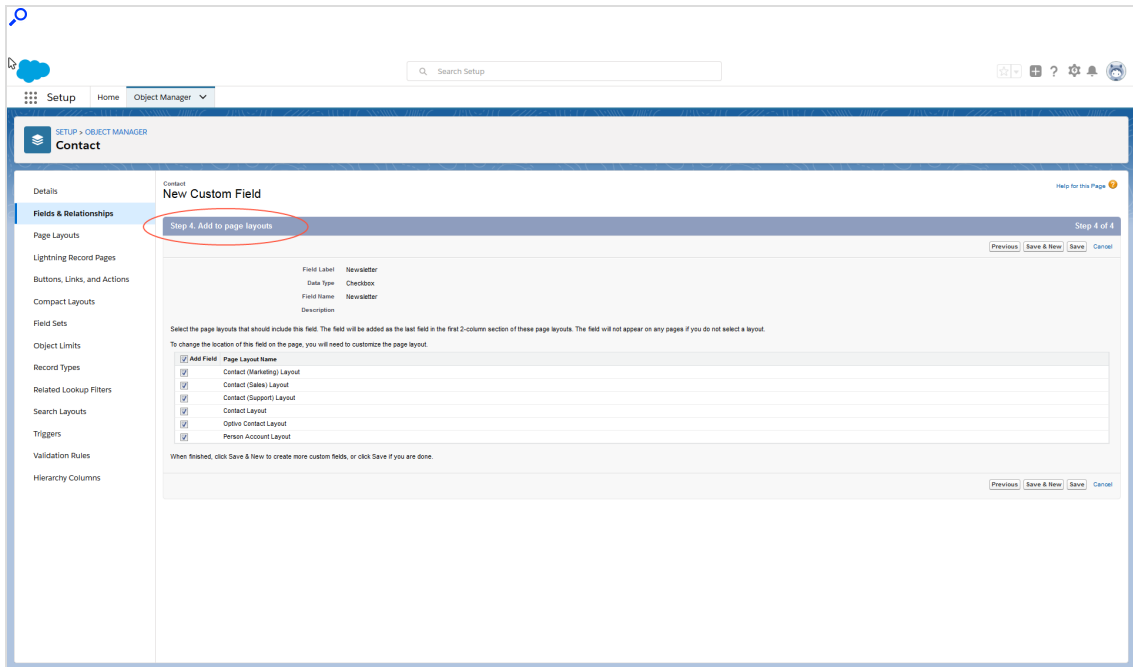 Search Setup
Setup Home Object Manager
SETUP > OBJECT MANAGER
Contact
Details
Fields & Relationships
Page Layouts
Lightning Record Pages
Buttons, Links, and Actions
Compact Layouts
Field Sets
Object Limits
Record Types
Related Lookup Filters
Search Layouts
Triggers
Validation Rules
Hierarchy Columns
Contact
New Custom Field
Help for this Page ?
Step 4. Add to page layouts Step 4 of 4
Previous Save & New Save Cancel
Field Label Newsletter
Data Type Checkbox
Field Name Newsletter
Description
Select the page layouts that should include this field. The field will be added as the last field in the first 2-column section of these page layouts. The field will not appear on any pages if you do not select a layout.
To change the location of this field on the page, you will need to customize the page layout.
Add Field Page Layout Name
Contact (Marketing) Layout
Contact (Sales) Layout
Contact (Support) Layout
Contact Layout
Optivo Contact Layout
Person Account Layout
When finished, click Save & New to create more custom fields, or click Save if you are done.
Previous Save & New Save Cancel